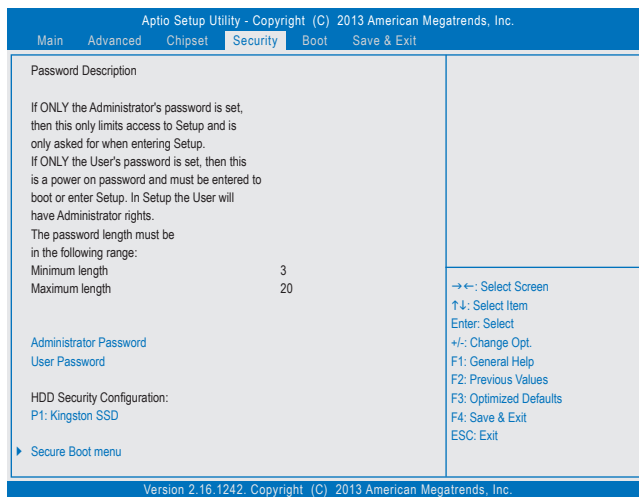 Aptio Setup Utility - Copyright (C) 2013 American Megatrends, Inc.
Main Advanced Chipset Security Boot Save & Exit
Password Description
If ONLY the Administrator's password is set,
then this only limits access to Setup and is
only asked for when entering Setup.
If ONLY the User's password is set, then this
is a power on password and must be entered to
boot or enter Setup. In Setup the User will
have Administrator rights.
The password length must be
in the following range:
Minimum length 3
Maximum length 20
Administrator Password
User Password
HDD Security Configuration:
P1: Kingston SSD
Secure Boot menu
→←: Select Screen
↑↓: Select Item
Enter: Select
+/-: Change Opt.
F1: General Help
F2: Previous Values
F3: Optimized Defaults
F4: Save & Exit
ESC: Exit
Version 2.16.1242. Copyright (C) 2013 American Megatrends, Inc.